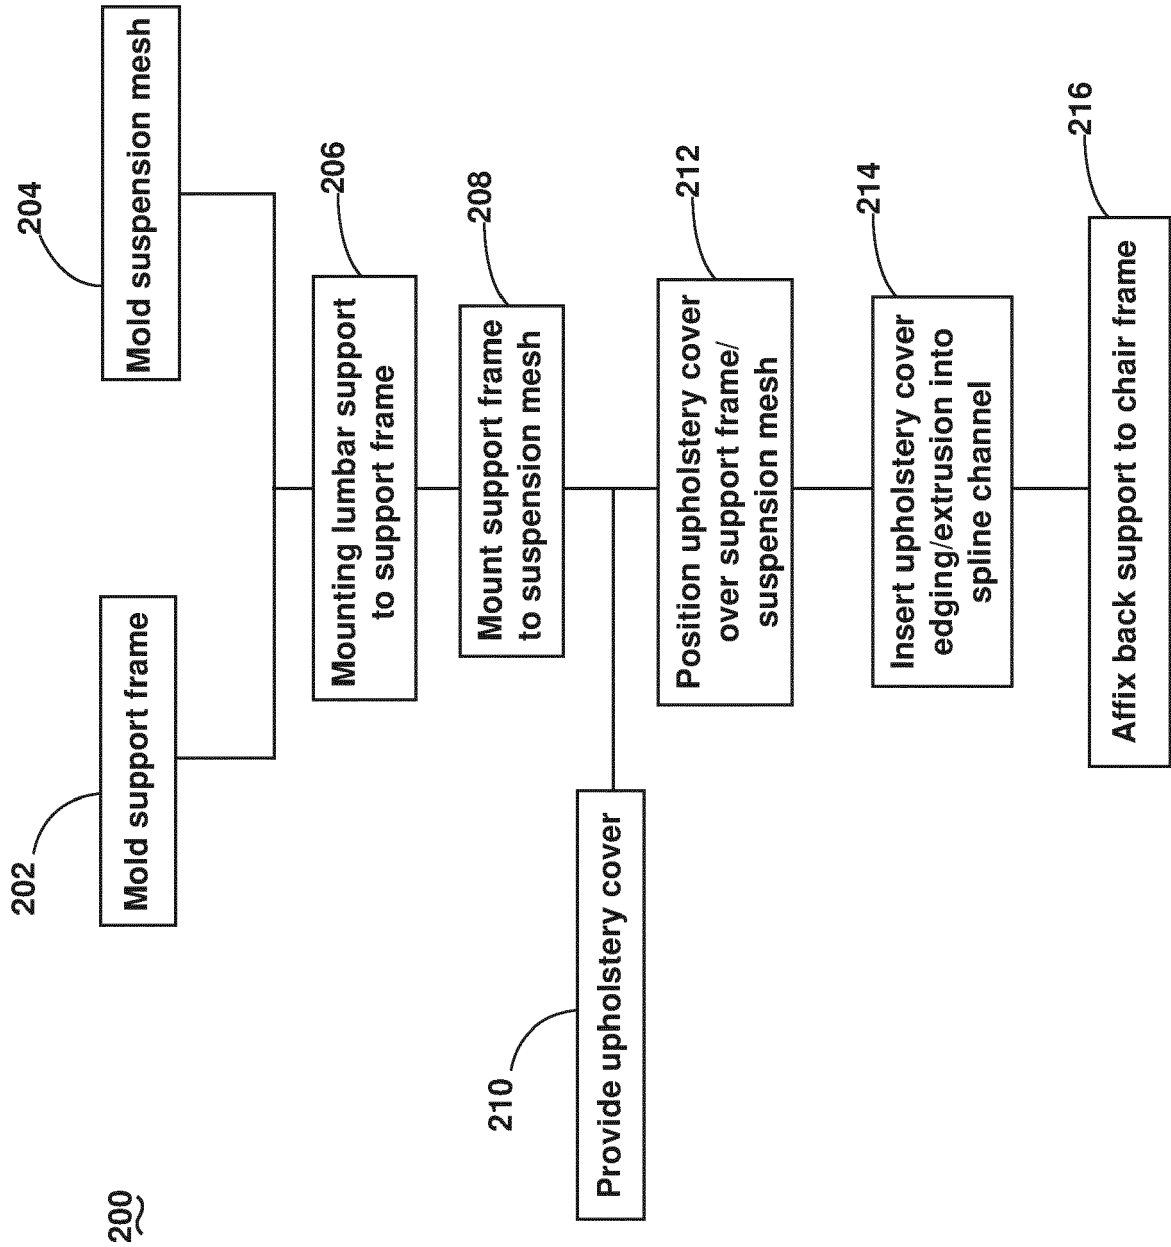 200
202
Mold support frame
204
Mold suspension mesh
206
Mounting lumbar support
to support frame
208
Mount support frame
to suspension mesh
210
Provide upholstery cover
212
Position upholstery cover
over support frame/
suspension mesh
214
Insert upholstery cover
edging/extrusion into
spline channel
216
Affix back support to chair frame